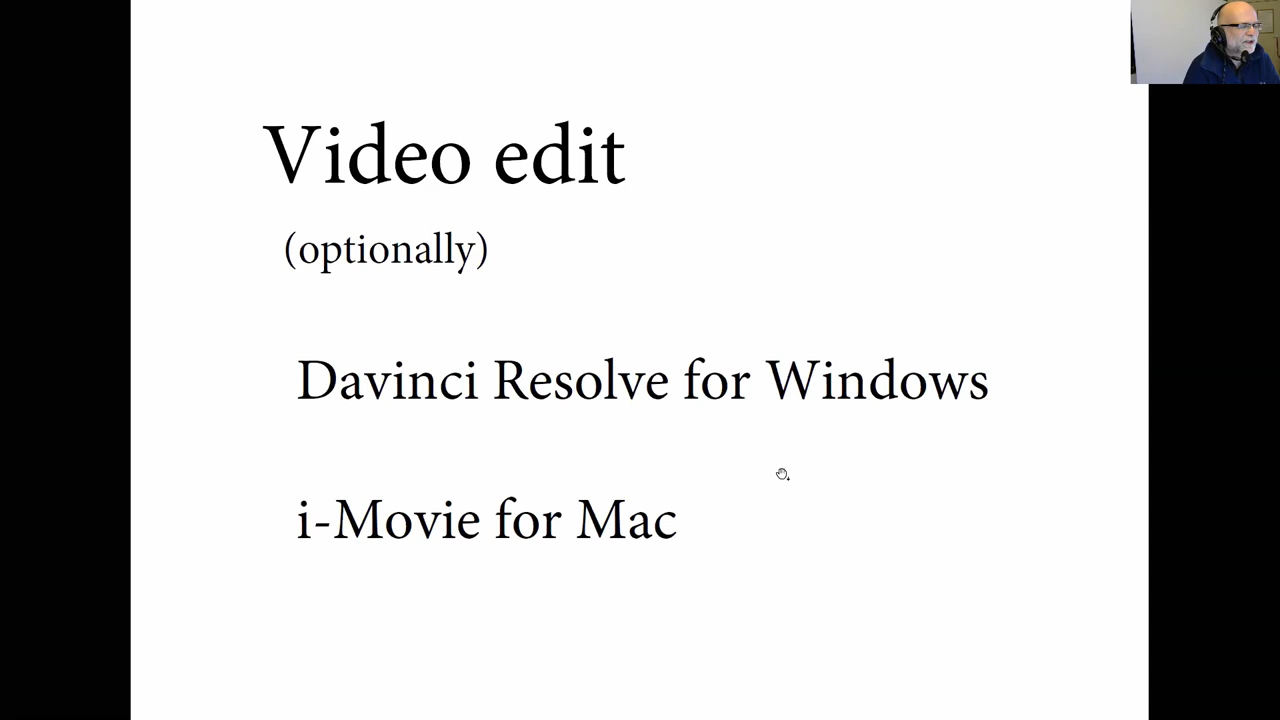 Video edit
(optionally)
Davinci Resolve for Windows
i-Movie for Mac